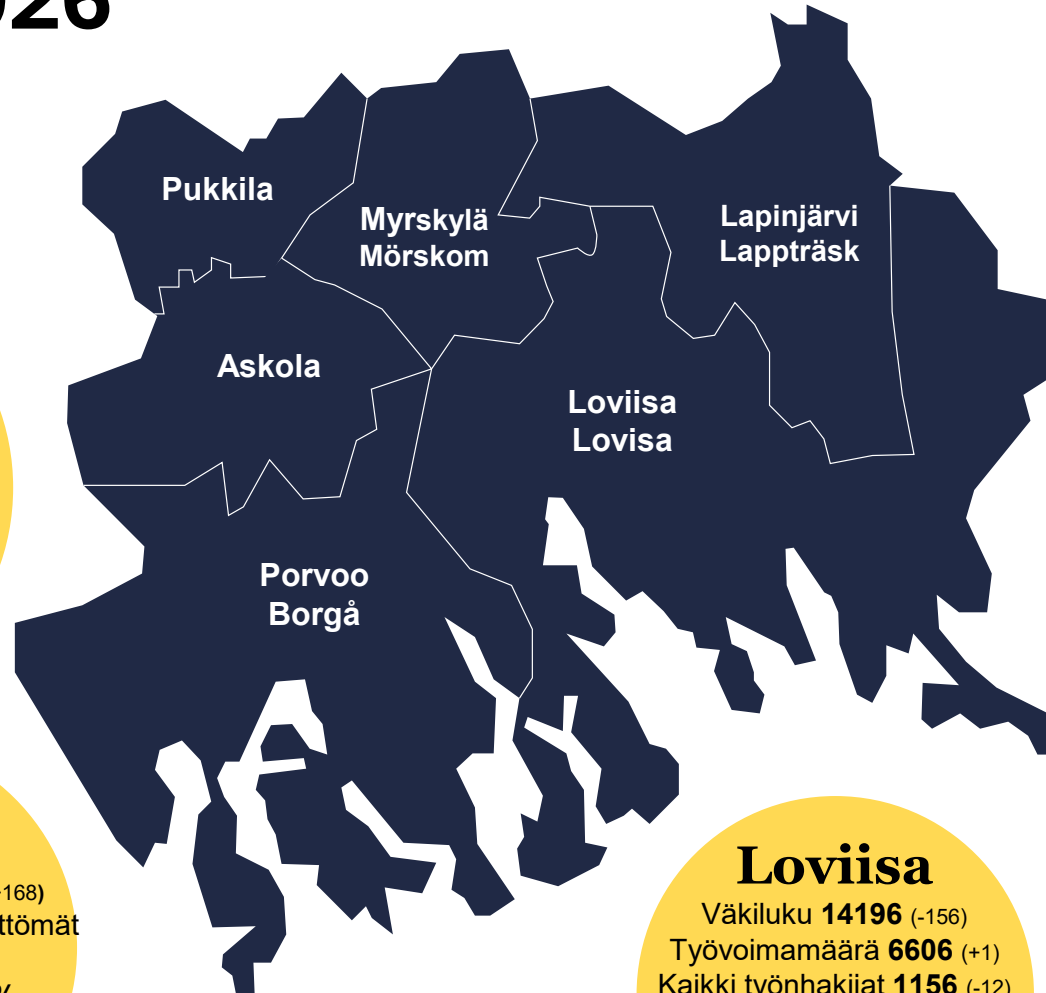 026
Pukkila
Myrskylä
Mörskom
Lapinjärvi
Lappträsk
Askola
Loviisa
Lovisa
Porvoo
Borgå
168)
ttömät
%
Loviisa
Väkiluku 14196 (-156)
Työvoimamäärä 6606 (+1)
Kaikki työnhakijat 1156 (-12)